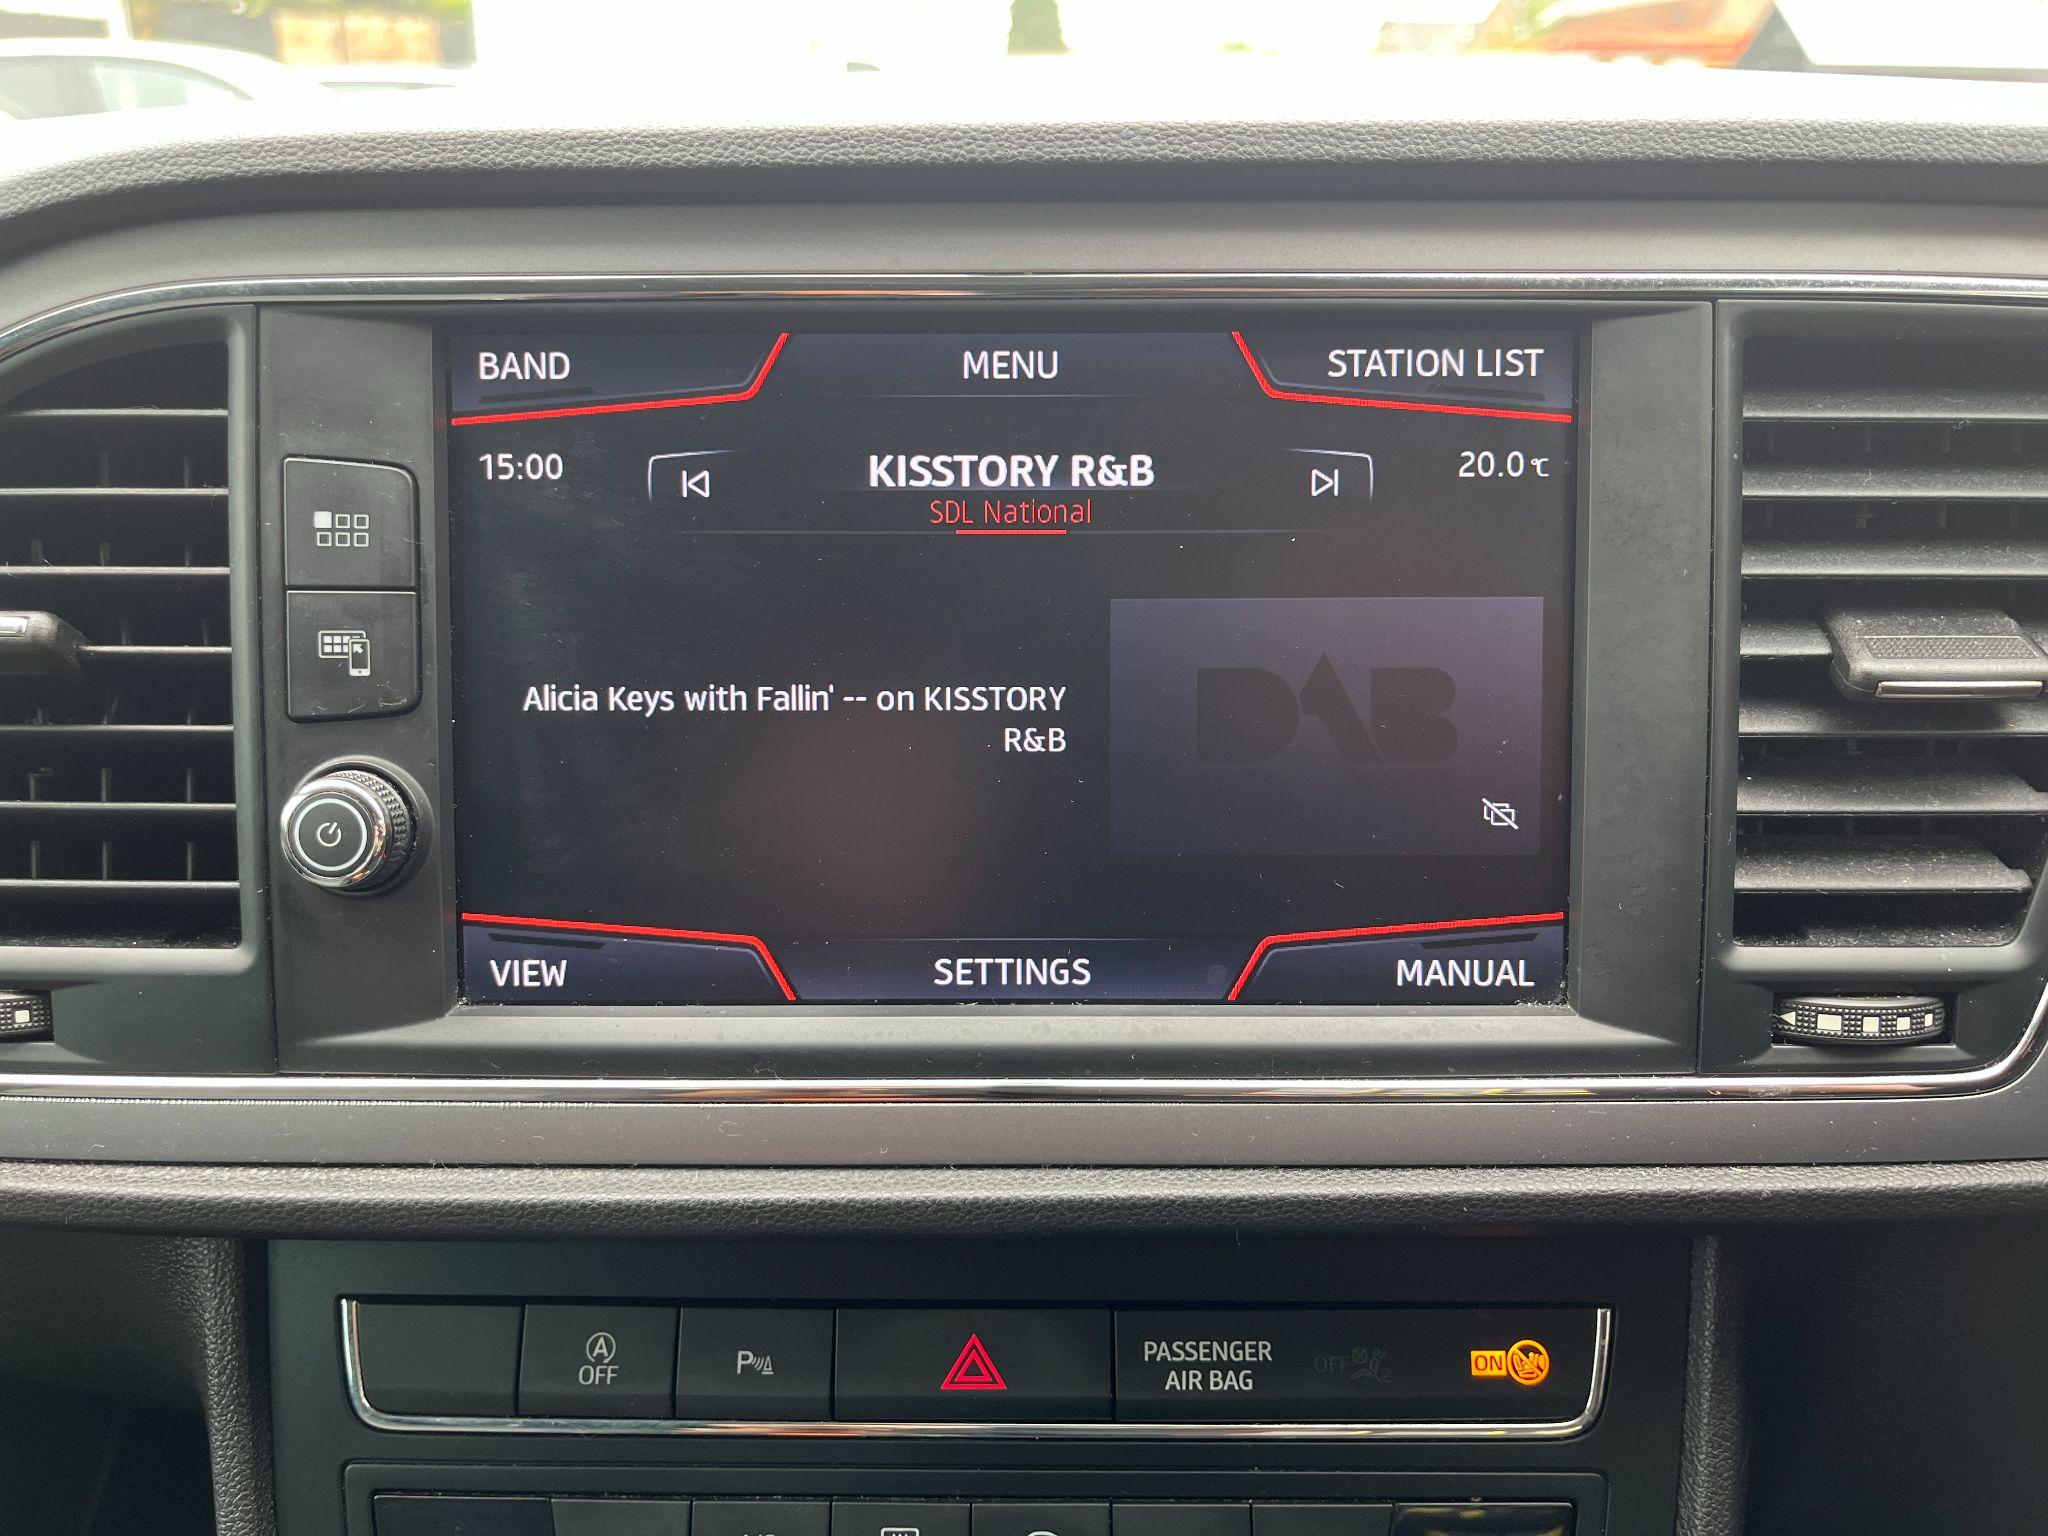 BAND
MENU
STATION LIST
15:00
KISSTORY R&B
20.0 °C
SDL National
Alicia Keys with Fallin' -- on KISSTORY
R&B
DAB
VIEW
SETTINGS
MANUAL
A
OFF
P
PASSENGER
AIR BAG
OFF
2
ON